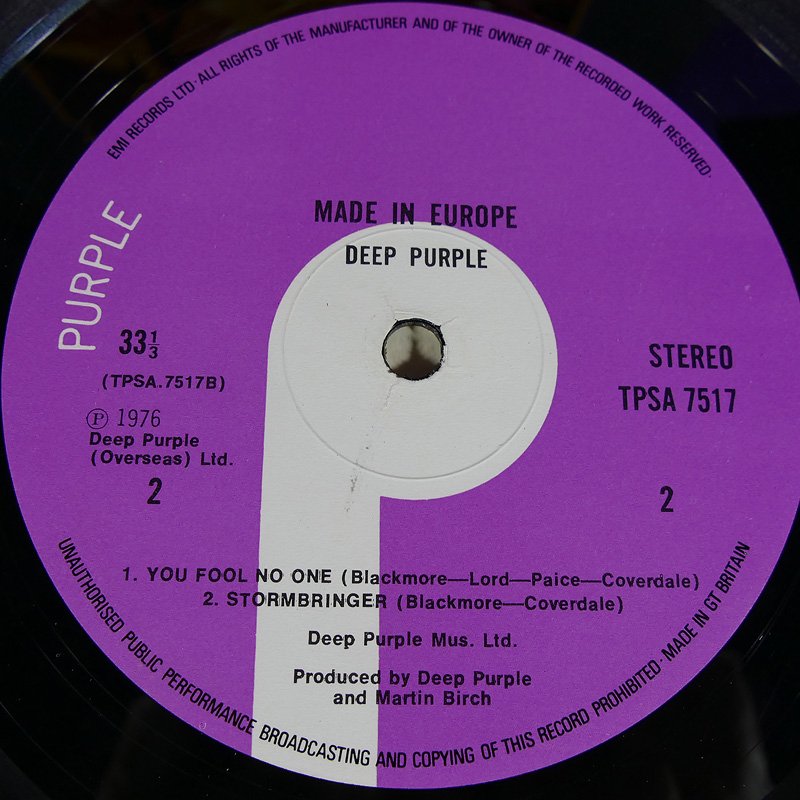 EMI RECORDS LTD·ALL RIGHTS OF THE MANUFACTURER AND OF THE OWNER OF THE RECORDED WORK RESERVED·
MADE IN EUROPE
DEEP PURPLE
PURPLE
33⅓
(TPSA.7517B)
Ⓟ 1976
Deep Purple
(Overseas) Ltd.
2
STEREO
TPSA 7517
2
1. YOU FOOL NO ONE (Blackmore—Lord—Paice—Coverdale)
2. STORMBRINGER (Blackmore—Coverdale)
Deep Purple Mus. Ltd.
Produced by Deep Purple
and Martin Birch
UNAUTHORISED PUBLIC PERFORMANCE BROADCASTING AND COPYING OF THIS RECORD PROHIBITED·MADE IN GT BRITAIN